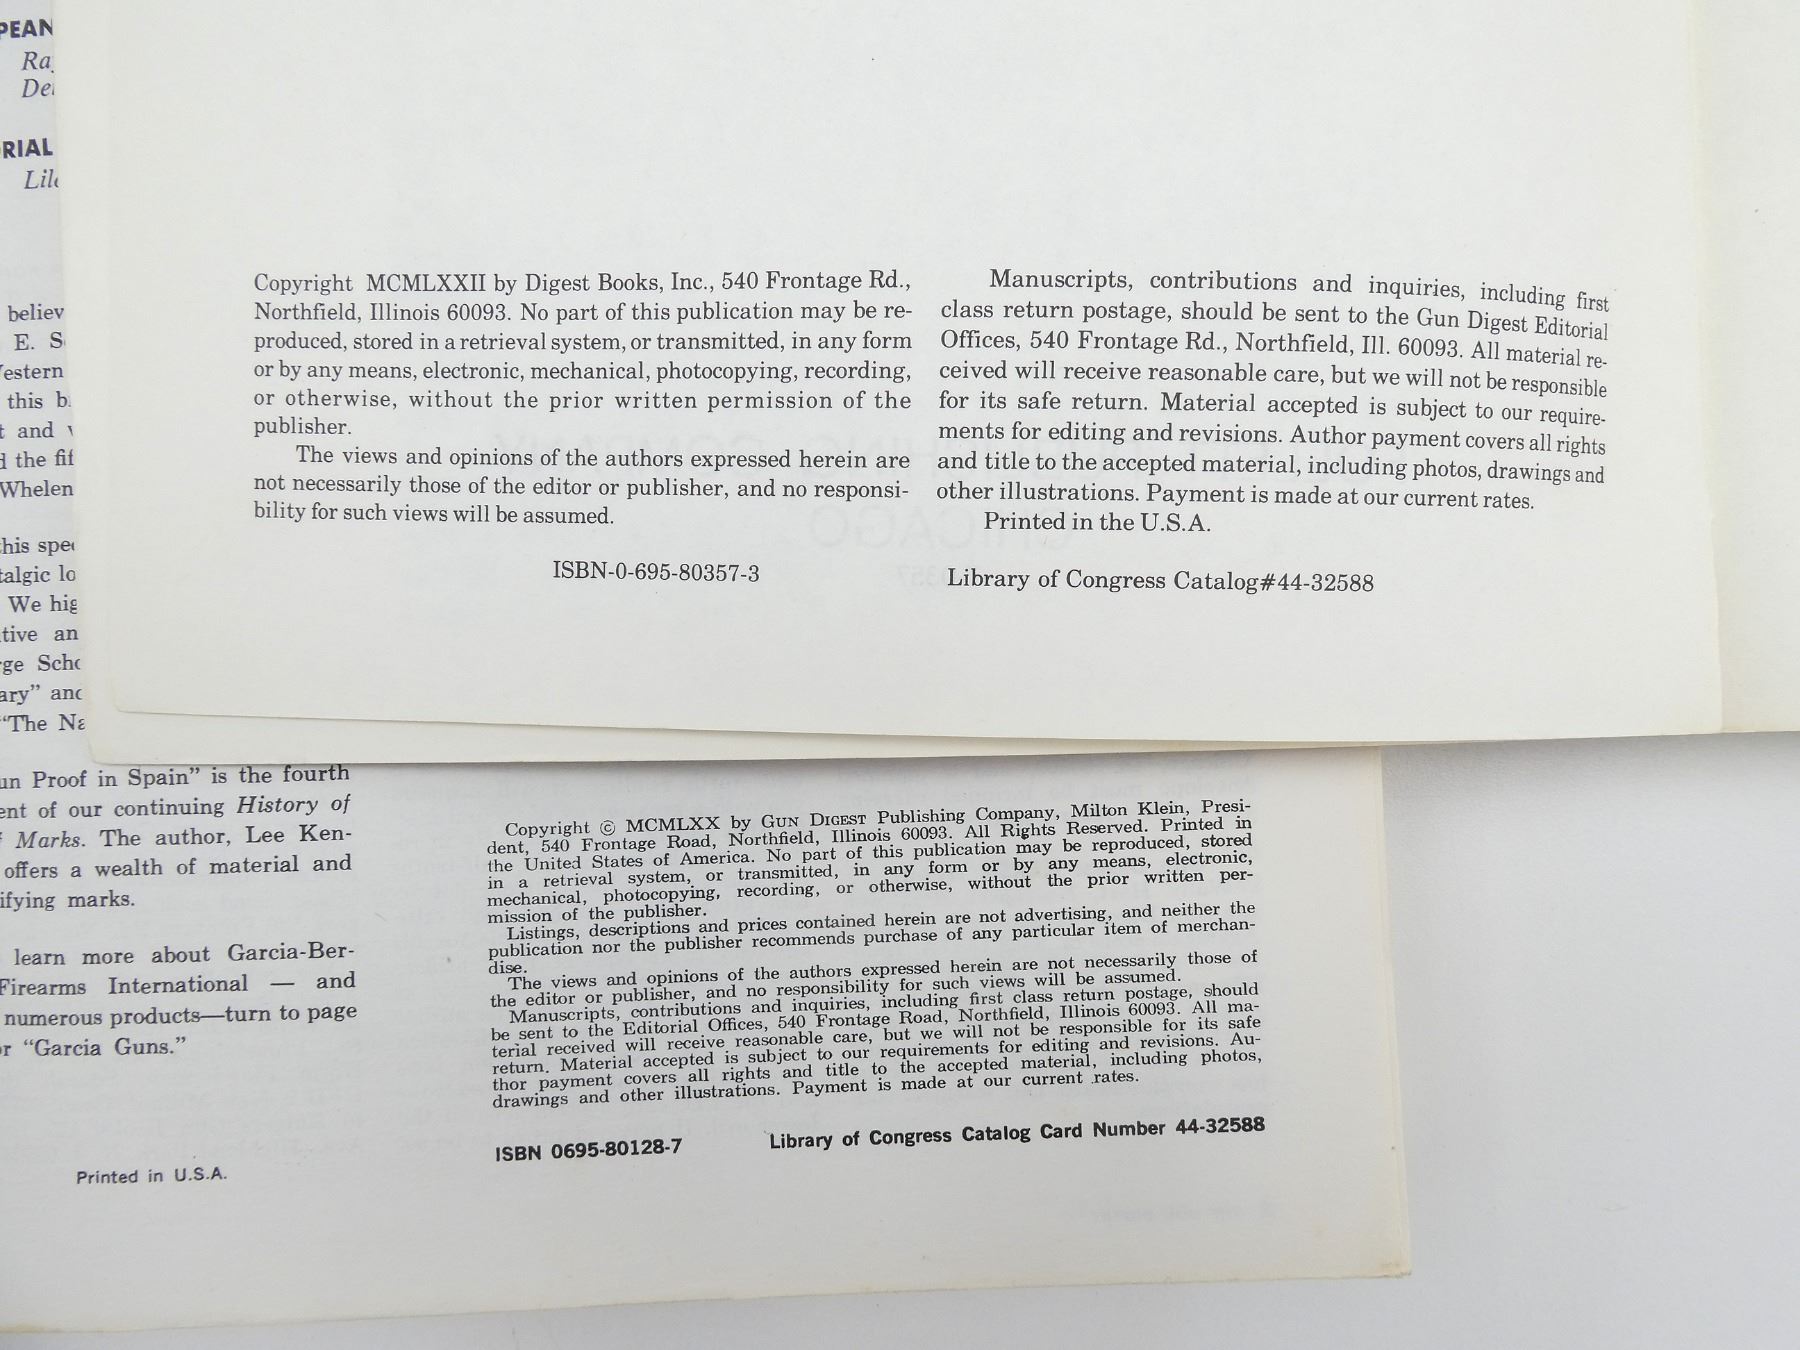 Copyright MCMLXXII by Digest Books, Inc., 540 Frontage Rd.,
Northfield, Illinois 60093. No part of this publication may be re-
produced, stored in a retrieval system, or transmitted, in any form
or by any means, electronic, mechanical, photocopying, recording,
or otherwise, without the prior written permission of the
publisher.
The views and opinions of the authors expressed herein are
not necessarily those of the editor or publisher, and no responsi-
bility for such views will be assumed.
ISBN-0-695-80357-3
Manuscripts, contributions and inquiries, including first
class return postage, should be sent to the Gun Digest Editorial
Offices, 540 Frontage Rd., Northfield, Ill. 60093. All material re-
ceived will receive reasonable care, but we will not be responsible
for its safe return. Material accepted is subject to our require-
ments for editing and revisions. Author payment covers all rights
and title to the accepted material, including photos, drawings and
other illustrations. Payment is made at our current rates.
Printed in the U.S.A.
Library of Congress Catalog#44-32588
PEAN
RIAL
believ
E. S
estern
this b
t and
the fif
Whelen
his spe
talgic lo
We hig
tive an
rge Scho
ary" and
"The Na
un Proof in Spain" is the fourth
ent of our continuing History of
Marks. The author, Lee Ken-
offers a wealth of material and
ifying marks.
learn more about Garcia-Ber-
Firearms International — and
numerous products—turn to page
r "Garcia Guns."
Printed in U.S.A.
Copyright © MCMLXX by GUN DIGEST Publishing Company, Milton Klein, Presi-
dent, 540 Frontage Road, Northfield, Illinois 60093. All Rights Reserved. Printed in
the United States of America. No part of this publication may be reproduced, stored
in a retrieval system, or transmitted, in any form or by any means, electronic,
mechanical, photocopying, recording, or otherwise, without the prior written per-
mission of the publisher.
Listings, descriptions and prices contained herein are not advertising, and neither the
publication nor the publisher recommends purchase of any particular item of merchan-
dise.
The views and opinions of the authors expressed herein are not necessarily those of
the editor or publisher, and no responsibility for such views will be assumed.
Manuscripts, contributions and inquiries, including first class return postage, should
be sent to the Editorial Offices, 540 Frontage Road, Northfield, Illinois 60093. All ma-
terial received will receive reasonable care, but we will not be responsible for its safe
return. Material accepted is subject to our requirements for editing and revisions. Au-
thor payment covers all rights and title to the accepted material, including photos,
drawings and other illustrations. Payment is made at our current rates.
ISBN 0695-80128-7
Library of Congress Catalog Card Number 44-32588